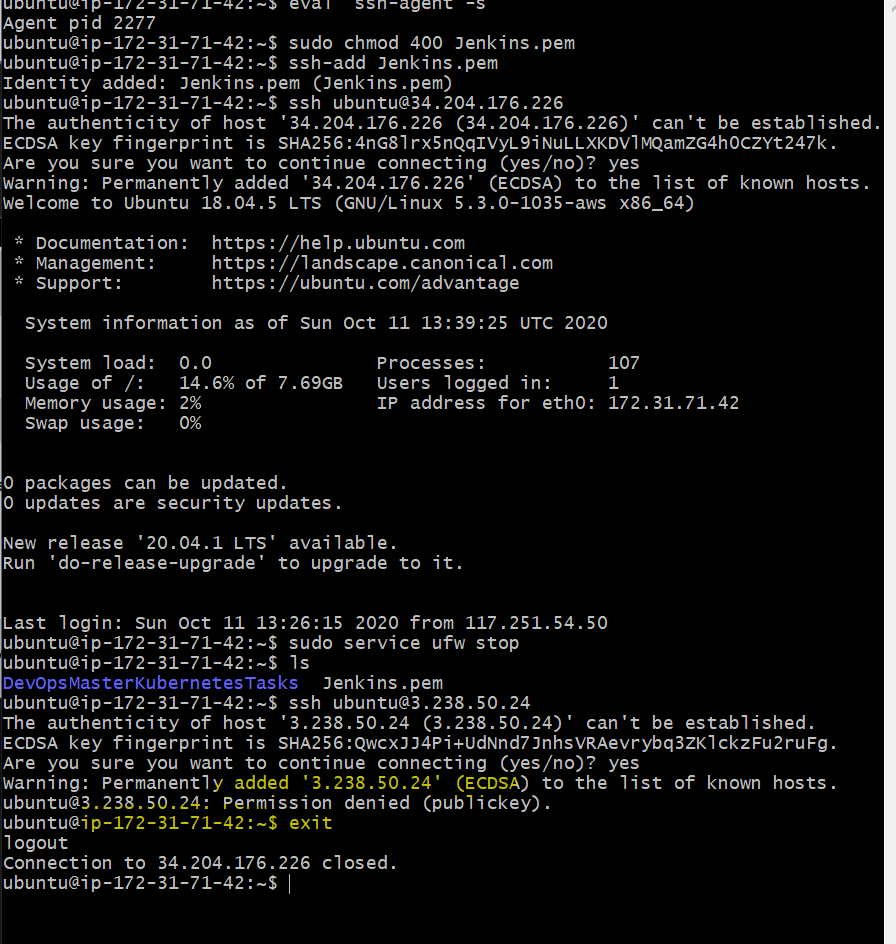 ubuntu@ip-172-31-71-42:~$ eval `ssh-agent -s`
Agent pid 2277
ubuntu@ip-172-31-71-42:~$ sudo chmod 400 Jenkins.pem
ubuntu@ip-172-31-71-42:~$ ssh-add Jenkins.pem
Identity added: Jenkins.pem (Jenkins.pem)
ubuntu@ip-172-31-71-42:~$ ssh ubuntu@34.204.176.226
The authenticity of host '34.204.176.226 (34.204.176.226)' can't be established.
ECDSA key fingerprint is SHA256:4nG8lrx5nQqIVyL9iNuLLXKDVlMQamZG4h0CZYt247k.
Are you sure you want to continue connecting (yes/no)? yes
Warning: Permanently added '34.204.176.226' (ECDSA) to the list of known hosts.
Welcome to Ubuntu 18.04.5 LTS (GNU/Linux 5.3.0-1035-aws x86_64)
* Documentation: https://help.ubuntu.com
* Management: https://landscape.canonical.com
* Support: https://ubuntu.com/advantage
System information as of Sun Oct 11 13:39:25 UTC 2020
System load: 0.0 Processes: 107
Usage of /: 14.6% of 7.69GB Users logged in: 1
Memory usage: 2% IP address for eth0: 172.31.71.42
Swap usage: 0%
0 packages can be updated.
0 updates are security updates.
New release '20.04.1 LTS' available.
Run 'do-release-upgrade' to upgrade to it.
Last login: Sun Oct 11 13:26:15 2020 from 117.251.54.50
ubuntu@ip-172-31-71-42:~$ sudo service ufw stop
ubuntu@ip-172-31-71-42:~$ ls
DevOpsMasterKubernetesTasks Jenkins.pem
ubuntu@ip-172-31-71-42:~$ ssh ubuntu@3.238.50.24
The authenticity of host '3.238.50.24 (3.238.50.24)' can't be established.
ECDSA key fingerprint is SHA256:QwcxJJ4Pi+UdNnd7JnhsVRAevrybq3ZKlckzFu2ruFg.
Are you sure you want to continue connecting (yes/no)? yes
Warning: Permanently added '3.238.50.24' (ECDSA) to the list of known hosts.
ubuntu@3.238.50.24: Permission denied (publickey).
ubuntu@ip-172-31-71-42:~$ exit
logout
Connection to 34.204.176.226 closed.
ubuntu@ip-172-31-71-42:~$